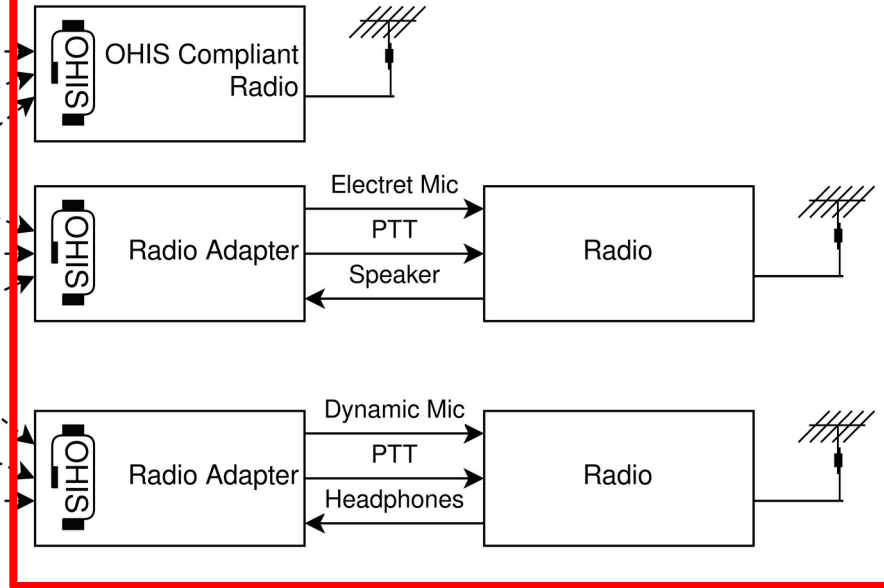 OHIS
OHIS Compliant
Radio
OHIS
Radio Adapter
Electret Mic
PTT
Speaker
Radio
OHIS
Radio Adapter
Dynamic Mic
PTT
Headphones
Radio